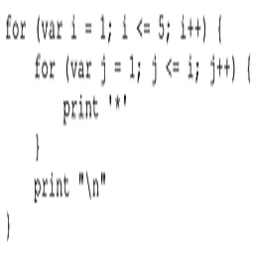 for (var i = 1; i <= 5; i++) {
    for (var j = 1; j <= i; j++) {
        print '*'
    }
    print "\n"
}